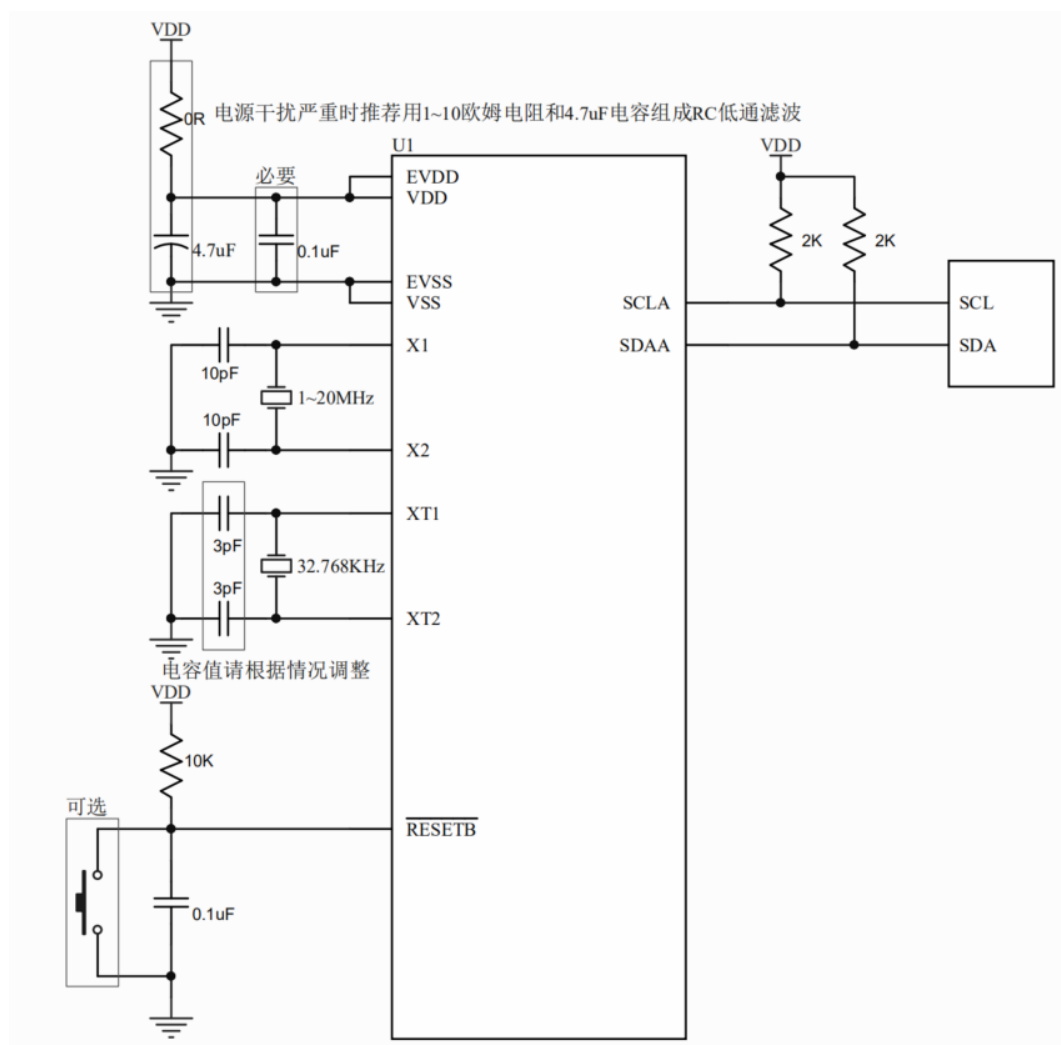 VDD
0R
电源干扰严重时推荐用1~10欧姆电阻和4.7uF电容组成RC低通滤波
U1
VDD
必要
EVDD
VDD
4.7uF
0.1uF
2K
2K
EVSS
VSS
SCLA
SCL
X1
SDAA
SDA
10pF
1~20MHz
10pF
X2
XT1
3pF
32.768KHz
3pF
XT2
电容值请根据情况调整
VDD
10K
可选
RESETB
0.1uF